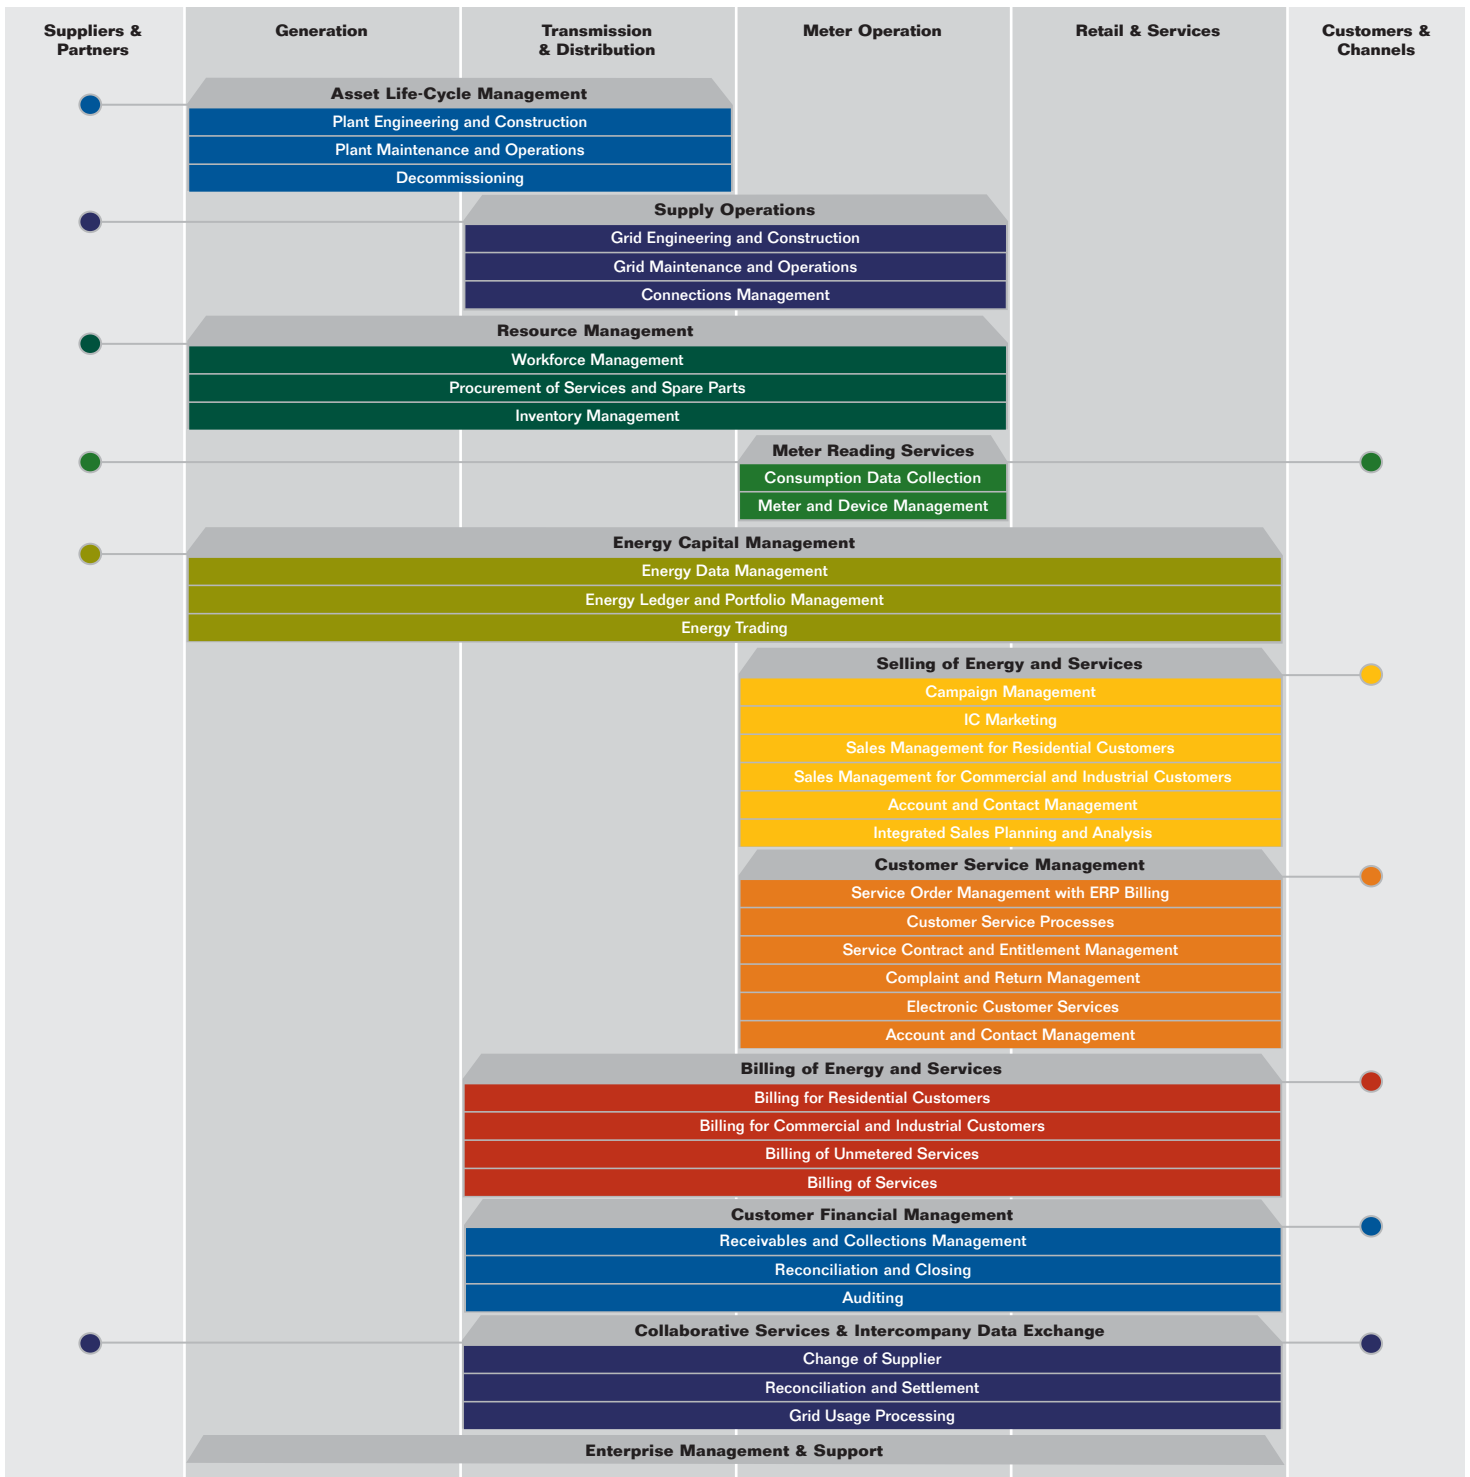 Suppliers &
Partners
Generation
Transmission
& Distribution
Meter Operation
Retail & Services
Customers &
Channels
Asset Life-Cycle Management
Plant Engineering and Construction
Plant Maintenance and Operations
Decommissioning
Supply Operations
Grid Engineering and Construction
Grid Maintenance and Operations
Connections Management
Resource Management
Workforce Management
Procurement of Services and Spare Parts
Inventory Management
Meter Reading Services
Consumption Data Collection
Meter and Device Management
Energy Capital Management
Energy Data Management
Energy Ledger and Portfolio Management
Energy Trading
Selling of Energy and Services
Campaign Management
IC Marketing
Sales Management for Residential Customers
Sales Management for Commercial and Industrial Customers
Account and Contact Management
Integrated Sales Planning and Analysis
Customer Service Management
Service Order Management with ERP Billing
Customer Service Processes
Service Contract and Entitlement Management
Complaint and Return Management
Electronic Customer Services
Account and Contact Management
Billing of Energy and Services
Billing for Residential Customers
Billing for Commercial and Industrial Customers
Billing of Unmetered Services
Billing of Services
Customer Financial Management
Receivables and Collections Management
Reconciliation and Closing
Auditing
Collaborative Services & Intercompany Data Exchange
Change of Supplier
Reconciliation and Settlement
Grid Usage Processing
Enterprise Management & Support